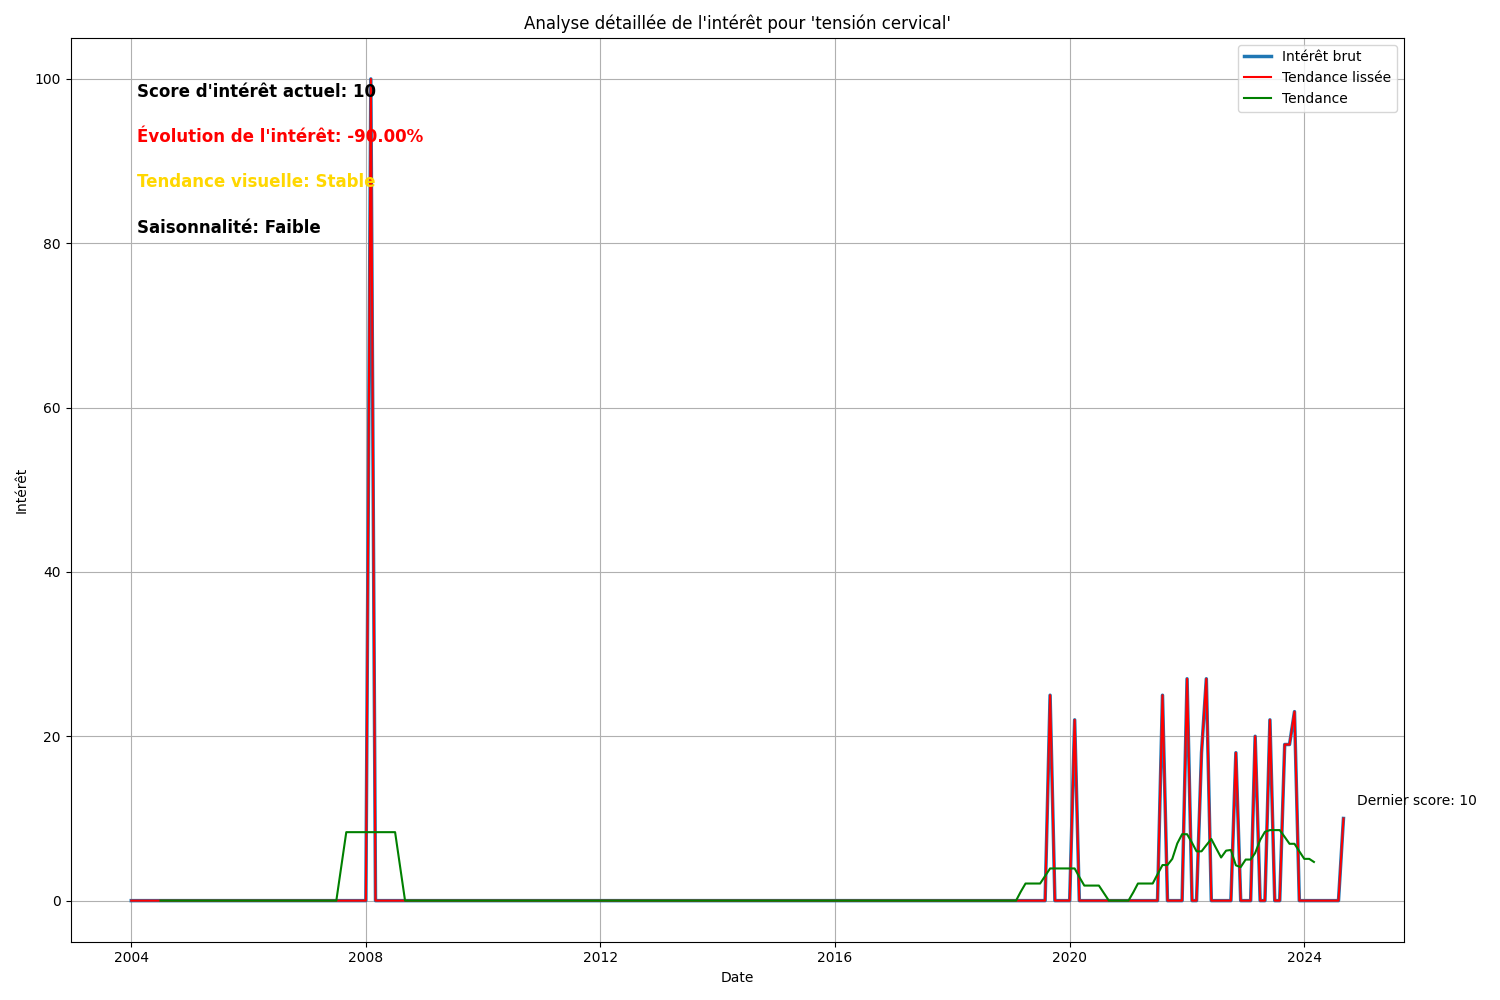 Analyse détaillée de l'intérêt pour 'tensión cervical'
Intérêt brut
Tendance lissée
Tendance
Score d'intérêt actuel: 10
Évolution de l'intérêt: -90.00%
Tendance visuelle: Stable
Saisonnalité: Faible
Dernier score: 10
Intérêt
100
80
60
40
20
0
2004
2008
2012
2016
2020
2024
Date